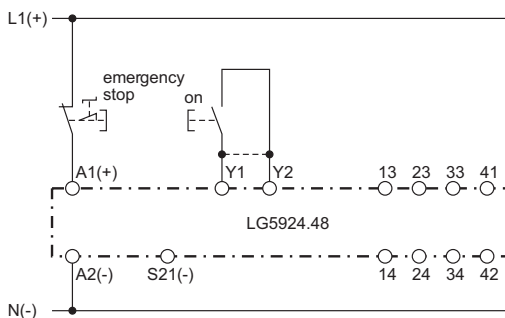 L1(+)
emergency
stop
on
A1(+)
Y1
Y2
13
23
33
41
LG5924.48
A2(-)
S21(-)
14
24
34
42
N(-)